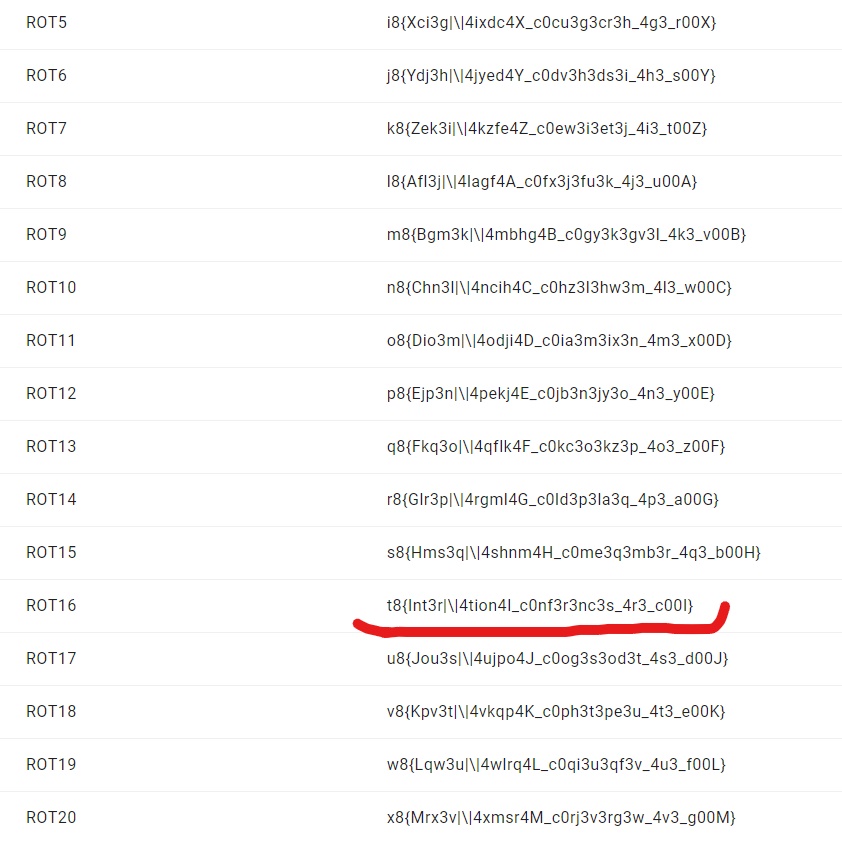 ROT5 i8{Xci3g|\|4ixdc4X_c0cu3g3cr3h_4g3_r00X}
ROT6 j8{Ydj3h|\|4jyed4Y_c0dv3h3ds3i_4h3_s00Y}
ROT7 k8{Zek3i|\|4kzfe4Z_c0ew3i3et3j_4i3_t00Z}
ROT8 l8{Afl3j|\|4lagf4A_c0fx3j3fu3k_4j3_u00A}
ROT9 m8{Bgm3k|\|4mbhg4B_c0gy3k3gv3l_4k3_v00B}
ROT10 n8{Chn3l|\|4ncih4C_c0hz3l3hw3m_4l3_w00C}
ROT11 o8{Dio3m|\|4odji4D_c0ia3m3ix3n_4m3_x00D}
ROT12 p8{Ejp3n|\|4pekj4E_c0jb3n3jy3o_4n3_y00E}
ROT13 q8{Fkq3o|\|4qflk4F_c0kc3o3kz3p_4o3_z00F}
ROT14 r8{Glr3p|\|4rgml4G_c0ld3p3la3q_4p3_a00G}
ROT15 s8{Hms3q|\|4shnm4H_c0me3q3mb3r_4q3_b00H}
ROT16 t8{Int3r|\|4tion4I_c0nf3r3nc3s_4r3_c00I}
ROT17 u8{Jou3s|\|4ujpo4J_c0og3s3od3t_4s3_d00J}
ROT18 v8{Kpv3t|\|4vkqp4K_c0ph3t3pe3u_4t3_e00K}
ROT19 w8{Lqw3u|\|4wlrq4L_c0qi3u3qf3v_4u3_f00L}
ROT20 x8{Mrx3v|\|4xmsr4M_c0rj3v3rg3w_4v3_g00M}